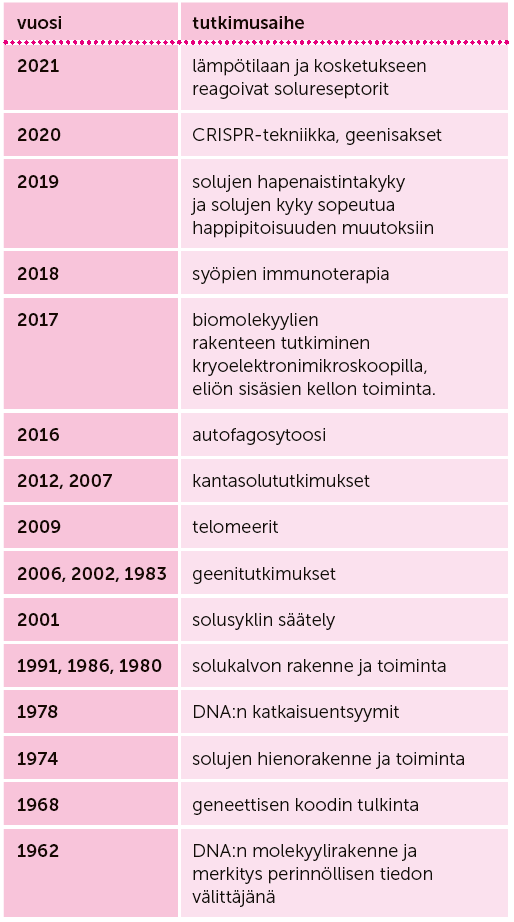 vuosi tutkimusaihe
2021 lämpötilaan ja kosketukseen
reagoivat solureseptorit
2020 CRISPR-tekniikka, geenisakset
2019 solujen hapenaistintakyky
ja solujen kyky sopeutua
happipitoisuuden muutoksiin
2018 syöpien immunoterapia
2017 biomolekyylien
rakenteen tutkiminen
kryoelektronimikroskoopilla,
eliön sisäsien kellon toiminta.
2016 autofagosytoosi
2012, 2007 kantasolututkimukset
2009 telomeerit
2006, 2002, 1983 geenitutkimukset
2001 solusyklin säätely
1991, 1986, 1980 solukalvon rakenne ja toiminta
1978 DNA:n katkaisuentsyymit
1974 solujen hienorakenne ja toiminta
1968 geneettisen koodin tulkinta
1962 DNA:n molekyylirakenne ja
merkitys perinnöllisen tiedon
välittäjänä